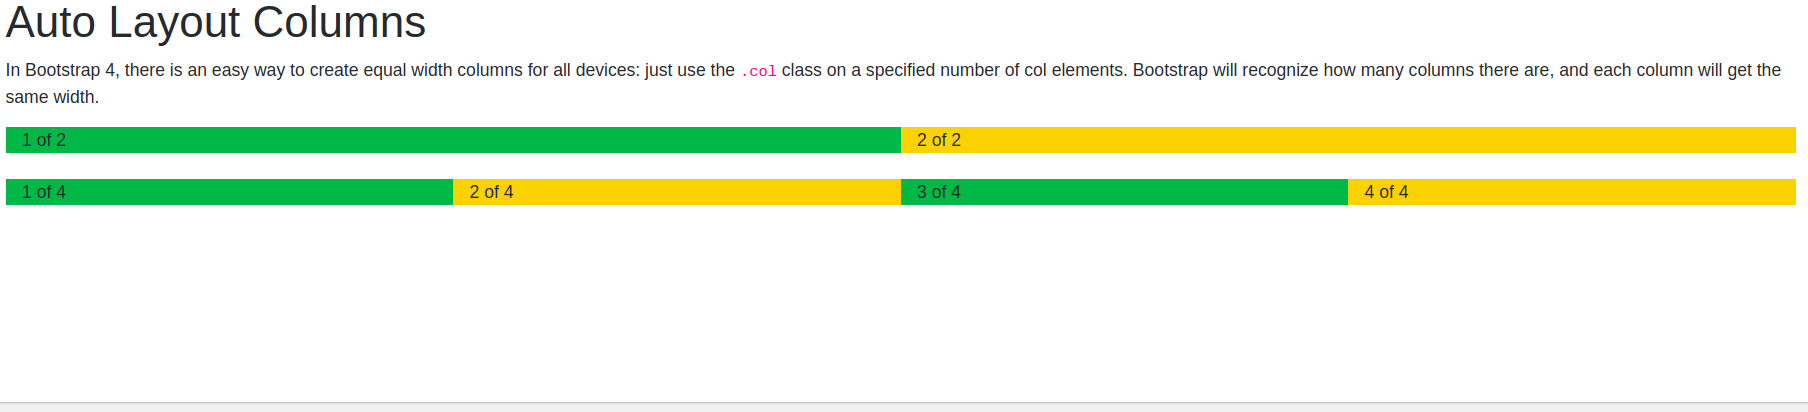 Auto Layout Columns
In Bootstrap 4, there is an easy way to create equal width columns for all devices: just use the .col class on a specified number of col elements. Bootstrap will recognize how many columns there are, and each column will get the
same width.
1 of 2 2 of 2
1 of 4 2 of 4 3 of 4 4 of 4